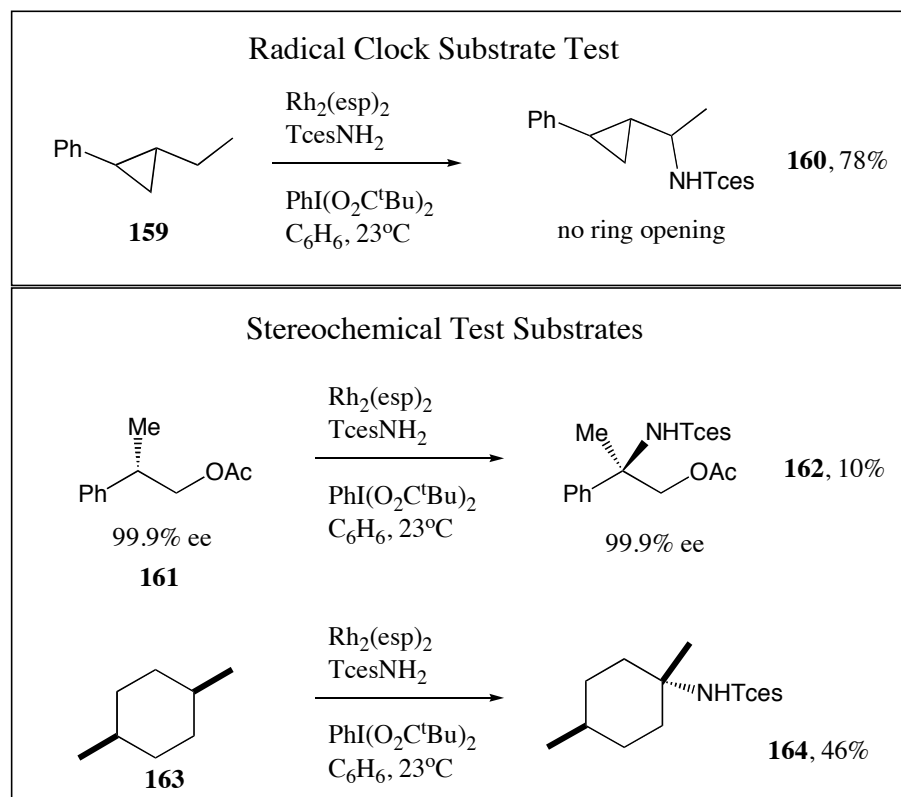 Radical Clock Substrate Test
Rh2(esp)2
TcesNH2
Ph
Ph
160, 78%
NHTces
PhI(O2CtBu)2
159
C6H6, 23oC
no ring opening
Stereochemical Test Substrates
Rh2(esp)2
Me
TcesNH2
Me
NHTces
OAc
OAc
162, 10%
Ph
PhI(O2CtBu)2
Ph
C6H6, 23oC
99.9% ee
99.9% ee
161
Rh2(esp)2
TcesNH2
NHTces
PhI(O2CtBu)2
164, 46%
163
C6H6, 23oC